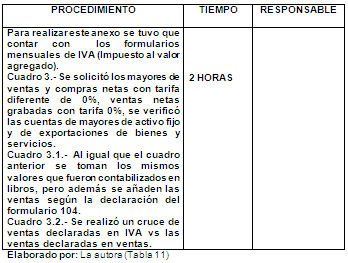 PROCEDIMIENTO TIEMPO RESPONSABLE
Para realizar este anexo se tuvo que
contar con los formularios
mensuales de IVA (Impuesto al valor
agregado).
Cuadro 3.- Se solicitó los mayores de
ventas y compras netas con tarifa
diferente de 0%, ventas netas
grabadas con tarifa 0%, se verificó
las cuentas de mayores de activo fijo
y de exportaciones de bienes y
servicios.
Cuadro 3.1.- Al igual que el cuadro
anterior se toman los mismos
valores que fueron contabilizados en
libros, pero además se añaden las
ventas según la declaración del
formulario 104.
Cuadro 3.2.- Se realizó un cruce de
ventas declaradas en IVA vs las
ventas declaradas en ventas.
2 HORAS
Elaborado por: La autora (Tabla 11)